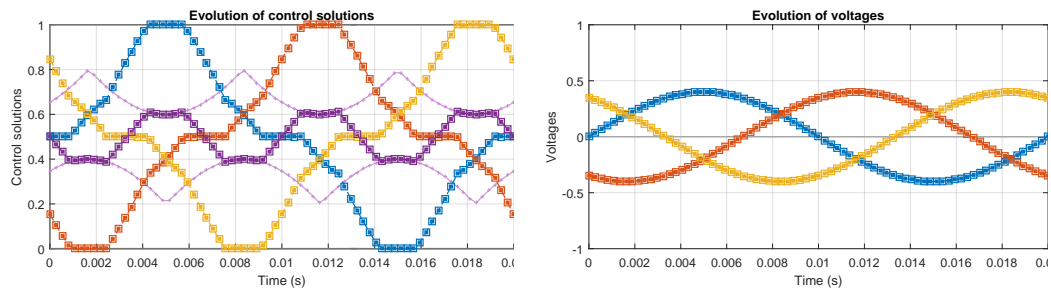 Evolution of control solutions
Control solutions
1
0.8
0.6
0.4
0.2
0
0 0.002 0.004 0.006 0.008 0.01 0.012 0.014 0.016 0.018
Time (s)
Evolution of voltages
Voltages
1
0.5
0
-0.5
-1
0 0.002 0.004 0.006 0.008 0.01 0.012 0.014 0.016 0.018
Time (s)